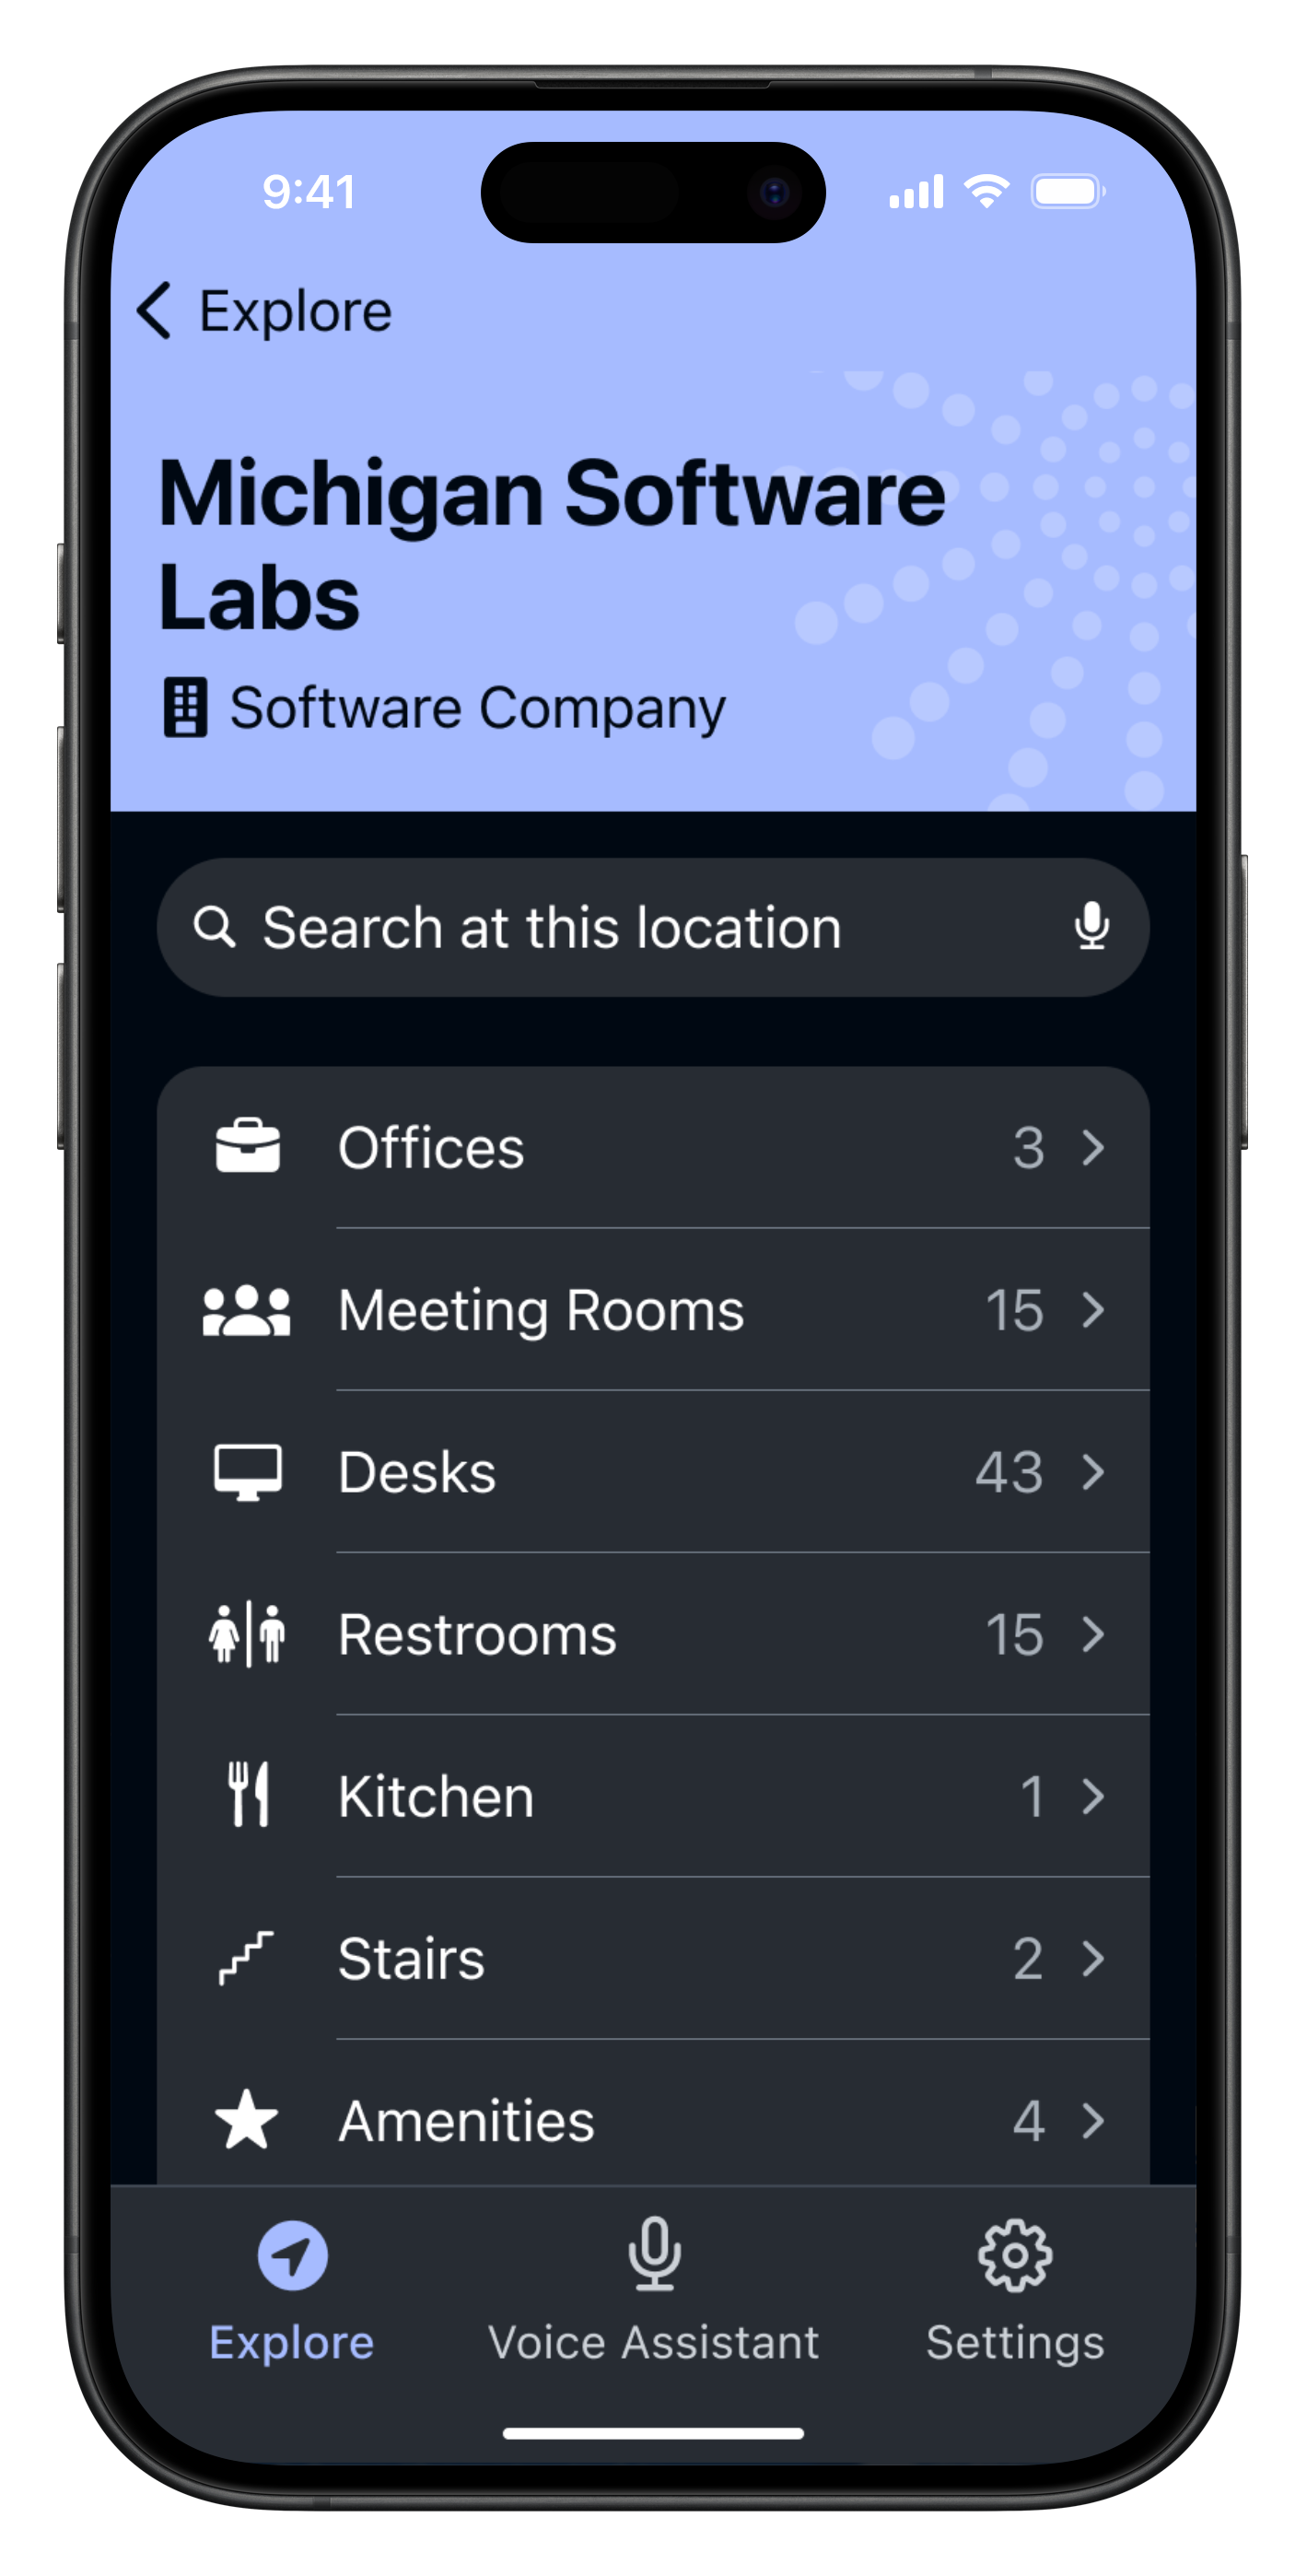 9:41
Explore
Michigan Software
Labs
Software Company
Search at this location
Offices 3
Meeting Rooms 15
Desks 43
Restrooms 15
Kitchen 1
Stairs 2
Amenities 4
Explore Voice Assistant Settings